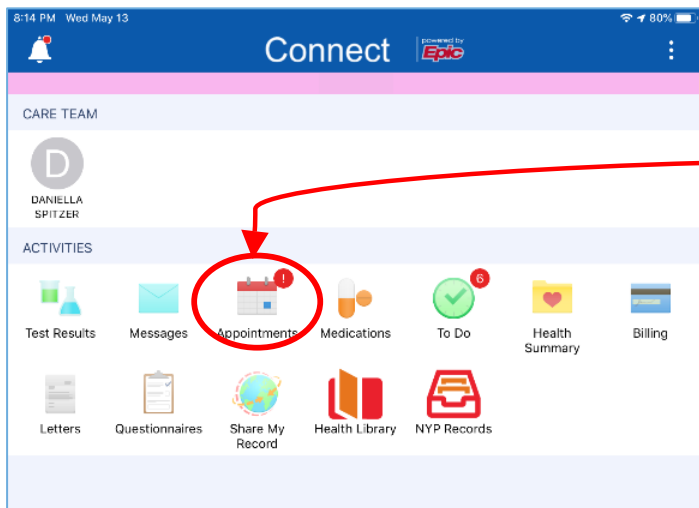 8:14 PM Wed May 13
80%
Connect
powered by
Epic
CARE TEAM
D
DANIELLA
SPITZER
ACTIVITIES
!
6
Test Results
Messages
Appointments
Medications
To Do
Health
Summary
Billing
Letters
Questionnaires
Share My
Record
Health Library
NYP Records